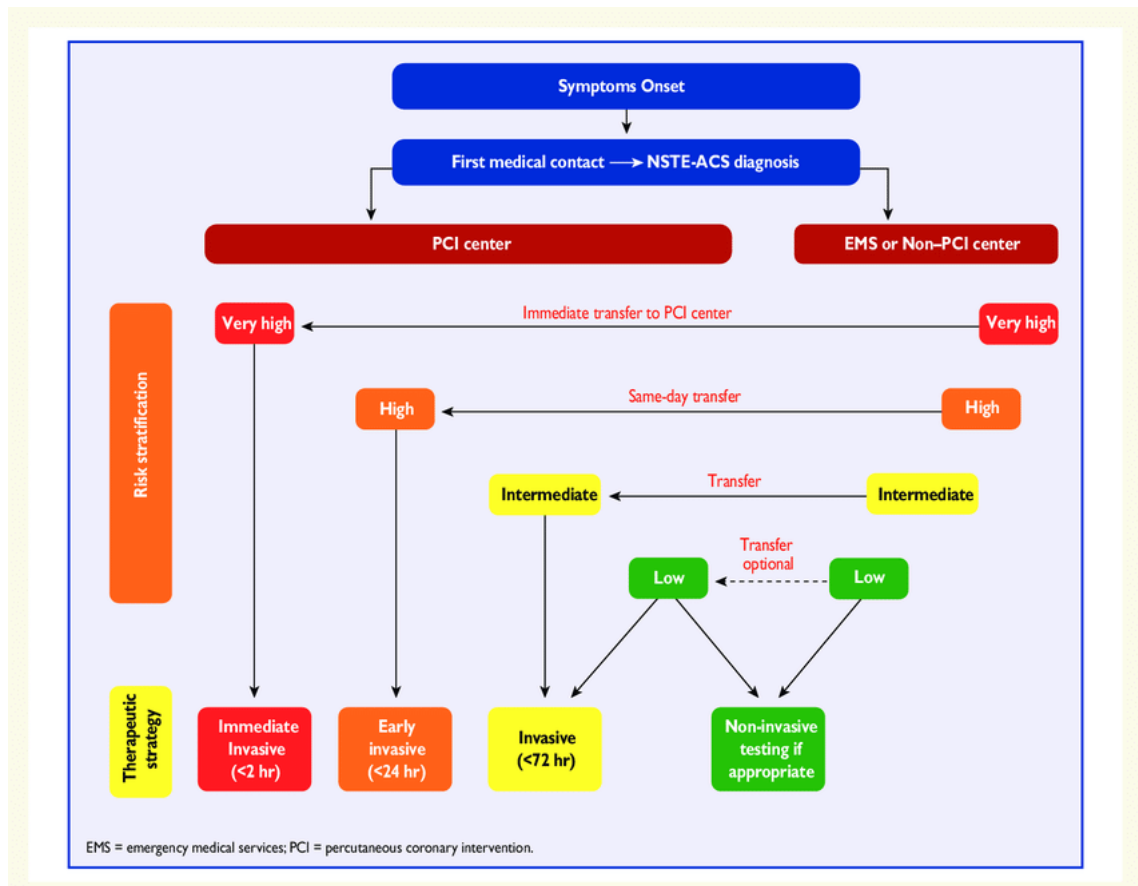 Symptoms Onset
First medical contact → NSTE-ACS diagnosis
PCI center
EMS or Non–PCI center
Risk stratification
Very high
Immediate transfer to PCI center
Very high
High
Same-day transfer
High
Intermediate
Transfer
Intermediate
Low
Transfer
optional
Low
Therapeutic
strategy
Immediate
Invasive
(<2 hr)
Early
invasive
(<24 hr)
Invasive
(<72 hr)
Non-invasive
testing if
appropriate
EMS = emergency medical services; PCI = percutaneous coronary intervention.